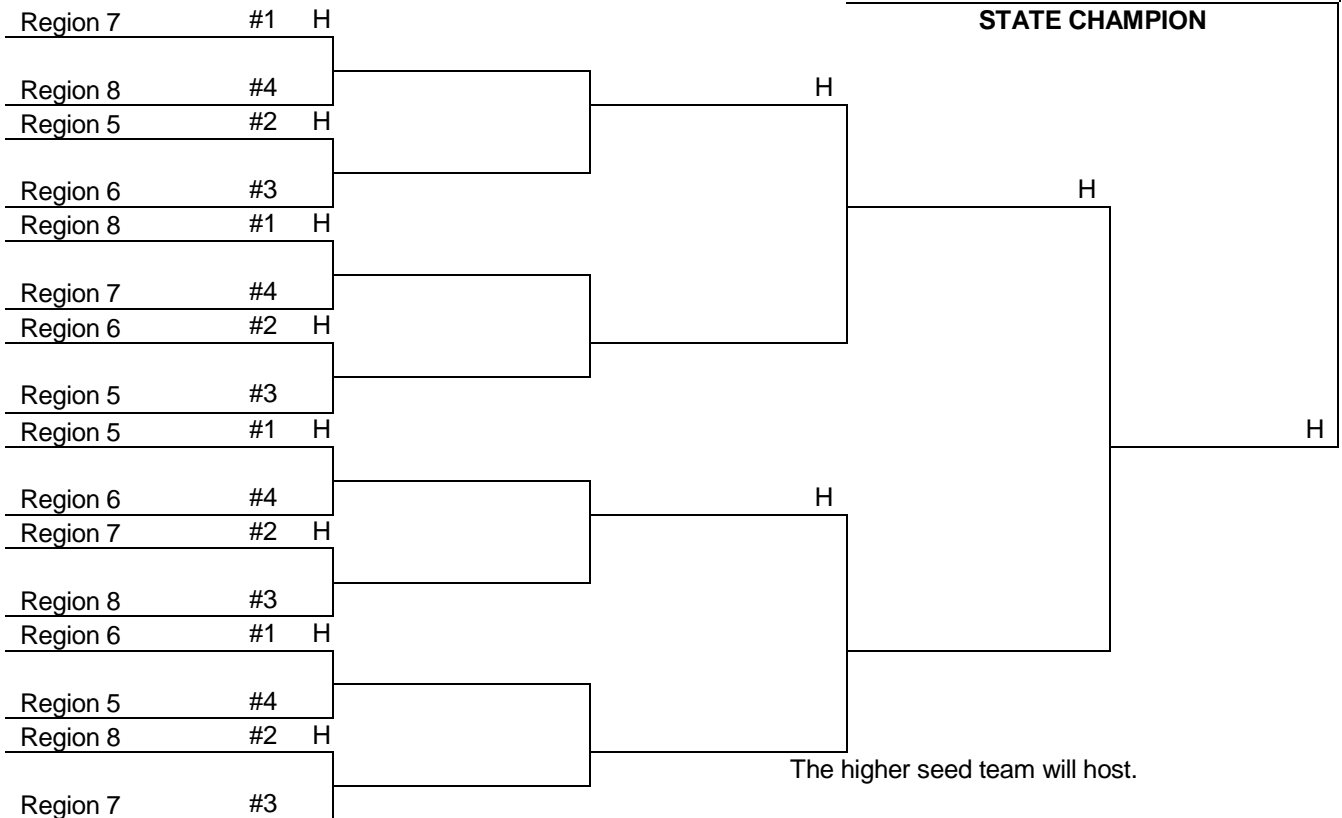 Region 7 #1 H
STATE CHAMPION
Region 8 #4 H
Region 5 #2 H
Region 6 #3 H
Region 8 #1 H
Region 7 #4
Region 6 #2 H
Region 5 #3
Region 5 #1 H H
Region 6 #4 H
Region 7 #2 H
Region 8 #3
Region 6 #1 H
Region 5 #4
Region 8 #2 H
The higher seed team will host.
Region 7 #3